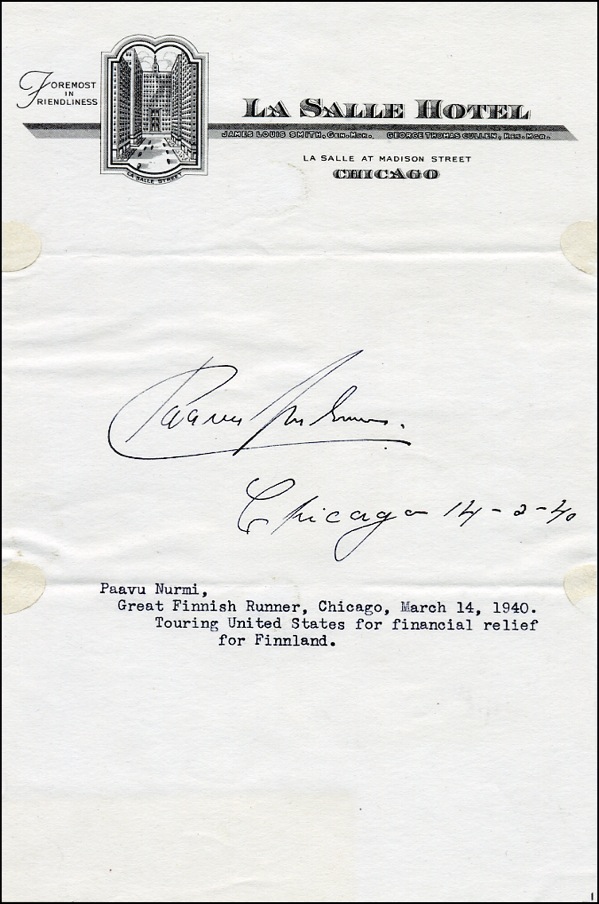 FOREMOST
IN
FRIENDLINESS
LA SALLE STREET
LA SALLE HOTEL
JAMES LOUIS SMITH, GEN. MGR. GEORGE THOMAS CULLEN, RES. MGR.
LA SALLE AT MADISON STREET
CHICAGO
Paavo Nurmi.
Chicago 14-3-40
Paavu Nurmi,
Great Finnish Runner, Chicago, March 14, 1940.
Touring United States for financial relief
for Finnland.
1